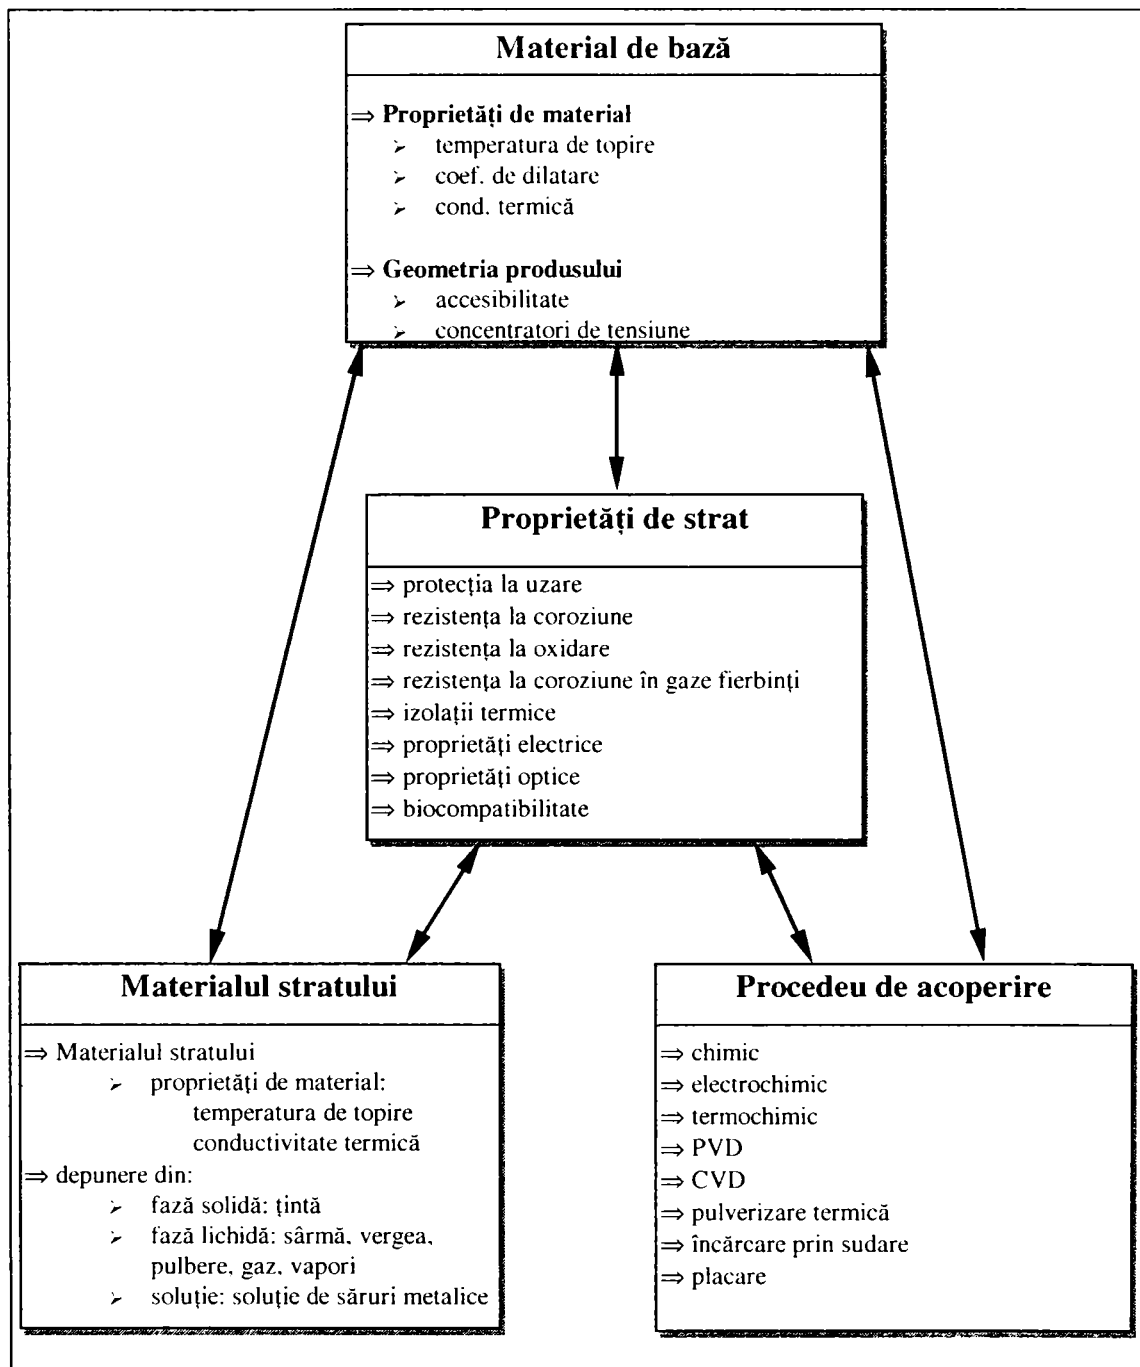 Material de bază
⇒ Proprietăți de material
➢ temperatura de topire
➢ coef. de dilatare
➢ cond. termică
⇒ Geometria produsului
➢ accesibilitate
➢ concentratori de tensiune
Proprietăți de strat
⇒ protecția la uzare
⇒ rezistența la coroziune
⇒ rezistența la oxidare
⇒ rezistența la coroziune în gaze fierbinți
⇒ izolații termice
⇒ proprietăți electrice
⇒ proprietăți optice
⇒ biocompatibilitate
Materialul stratului
⇒ Materialul stratului
➢ proprietăți de material:
temperatura de topire
conductivitate termică
⇒ depunere din:
➢ fază solidă: țintă
➢ fază lichidă: sârmă, vergea,
pulbere, gaz, vapori
➢ soluție: soluție de săruri metalice
Procedeu de acoperire
⇒ chimic
⇒ electrochimic
⇒ termochimic
⇒ PVD
⇒ CVD
⇒ pulverizare termică
⇒ încărcare prin sudare
⇒ placare